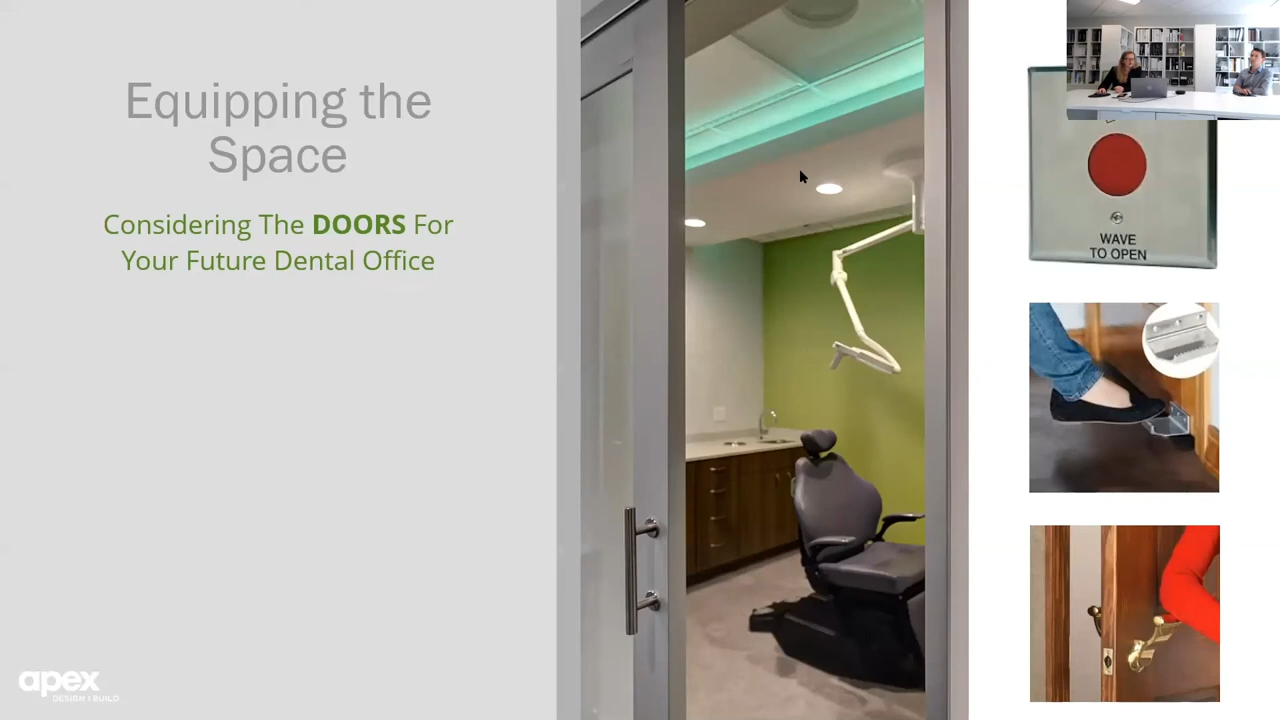 Equipping the
Space
Considering The DOORS For
Your Future Dental Office
WAVE
TO OPEN
apex
DESIGN | BUILD